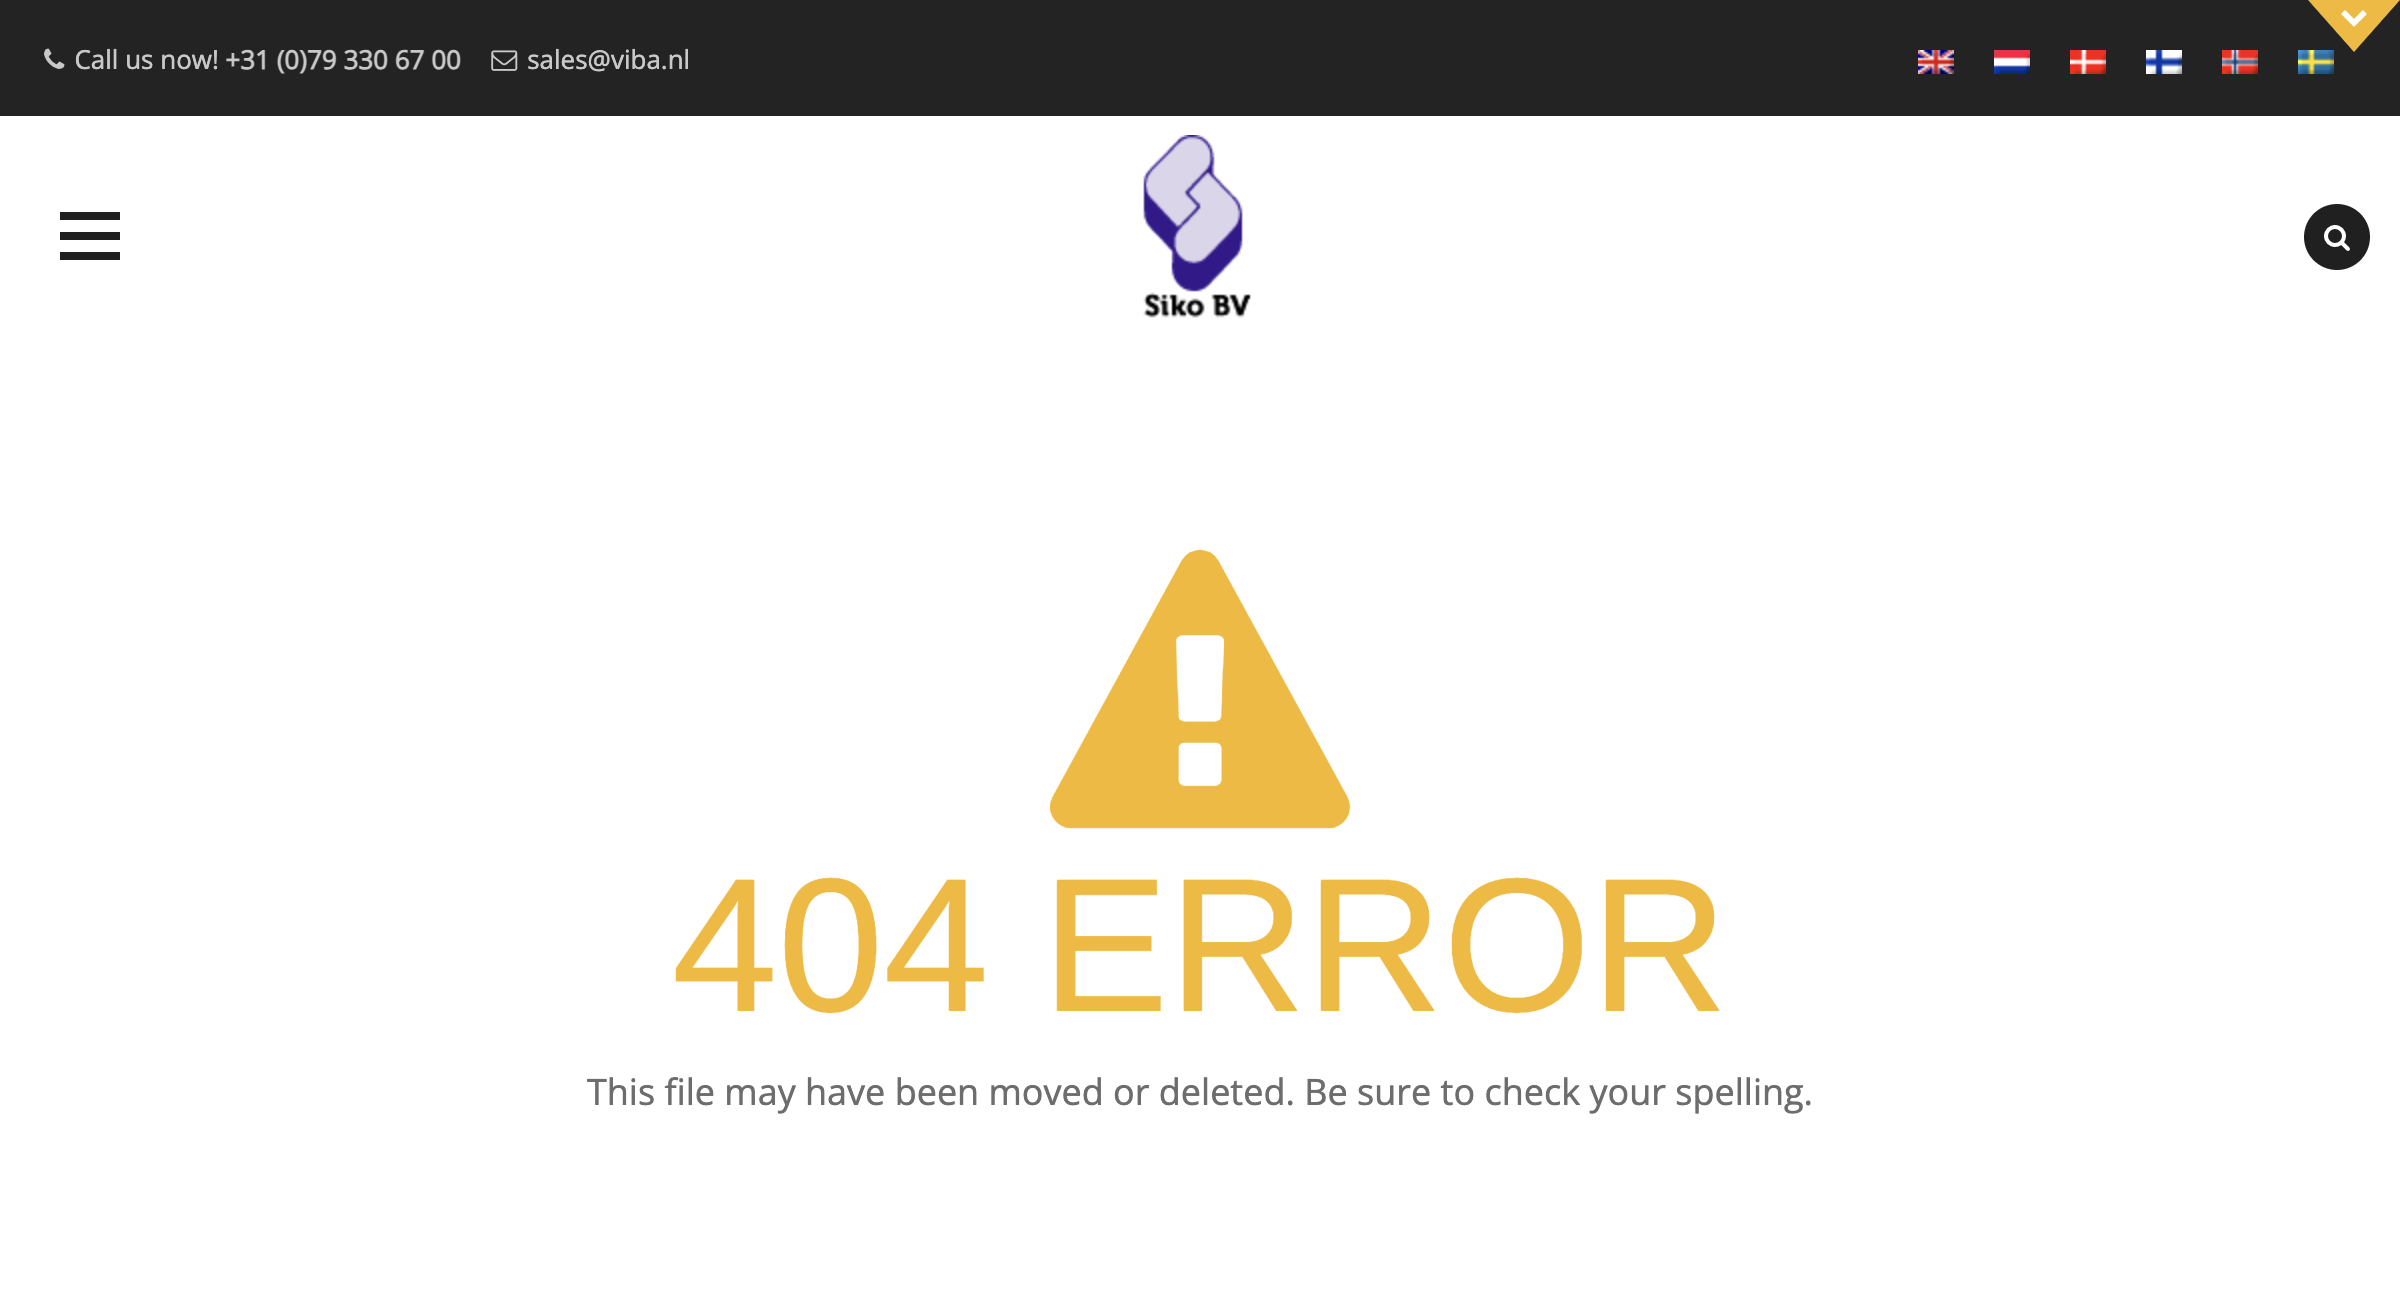 Call us now! +31 (0)79 330 67 00 sales@viba.nl
Siko BV
404 ERROR
This file may have been moved or deleted. Be sure to check your spelling.